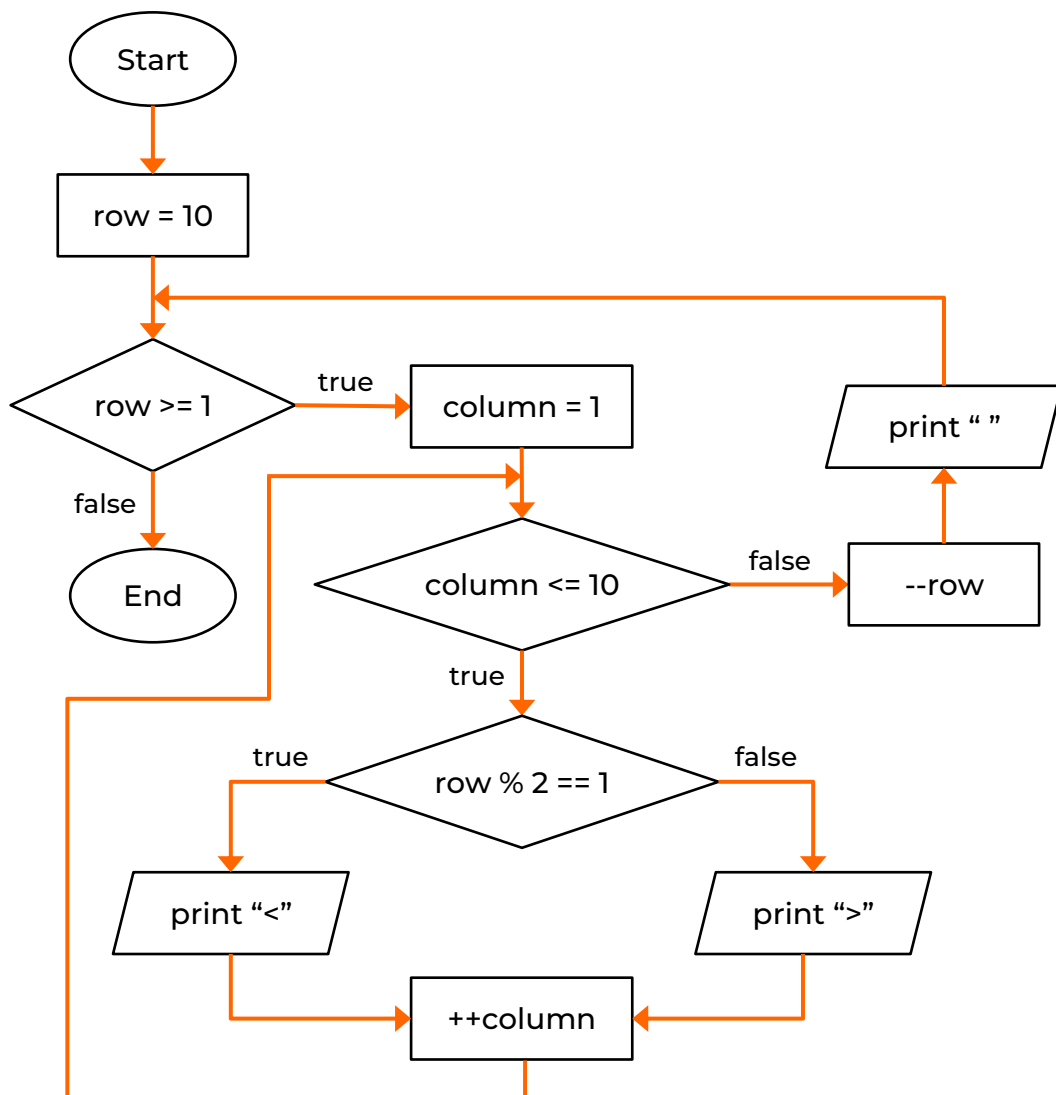 Start
row = 10
row >= 1
true
column = 1
print “ ”
false
End
column <= 10
false
--row
true
true
row % 2 == 1
false
print “<”
print “>”
++column